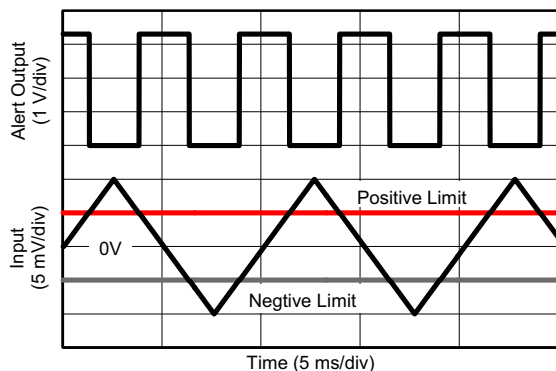 Alert Output
(1 V/div)
Positive Limit
Input
(5 mV/div)
0V
Negtive Limit
Time (5 ms/div)